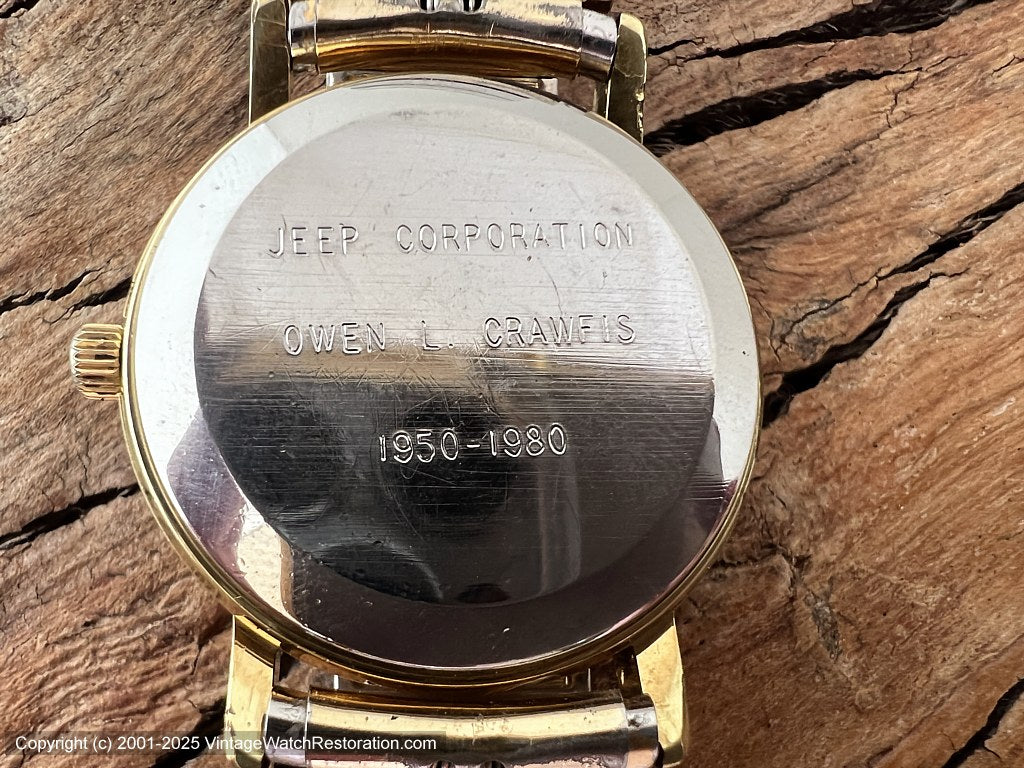 JEEP CORPORATION
OWEN L. CRAWFIS
1950-1980
Copyright (c) 2001-2025 VintageWatchRestoration.com